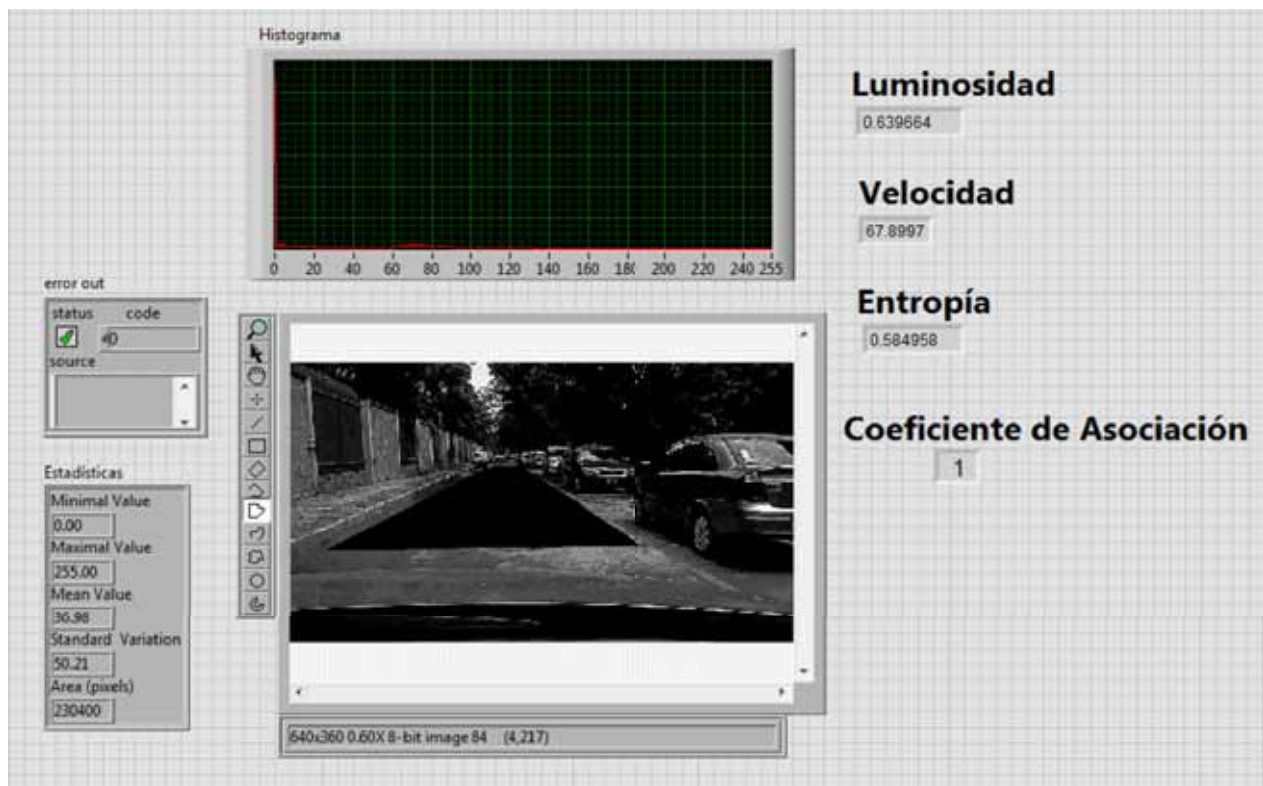 Histograma
0 20 40 60 80 100 120 140 160 180 200 220 240 255
Luminosidad
0.639664
Velocidad
67.8997
Entropía
0.584958
Coeficiente de Asociación
1
error out
status code
source
Estadísticas
Minimal Value
0.00
Maximal Value
255.00
Mean Value
36.98
Standard Variation
50.21
Area (pixels)
230400
640x360 0.60X 8-bit image 84 (4,217)